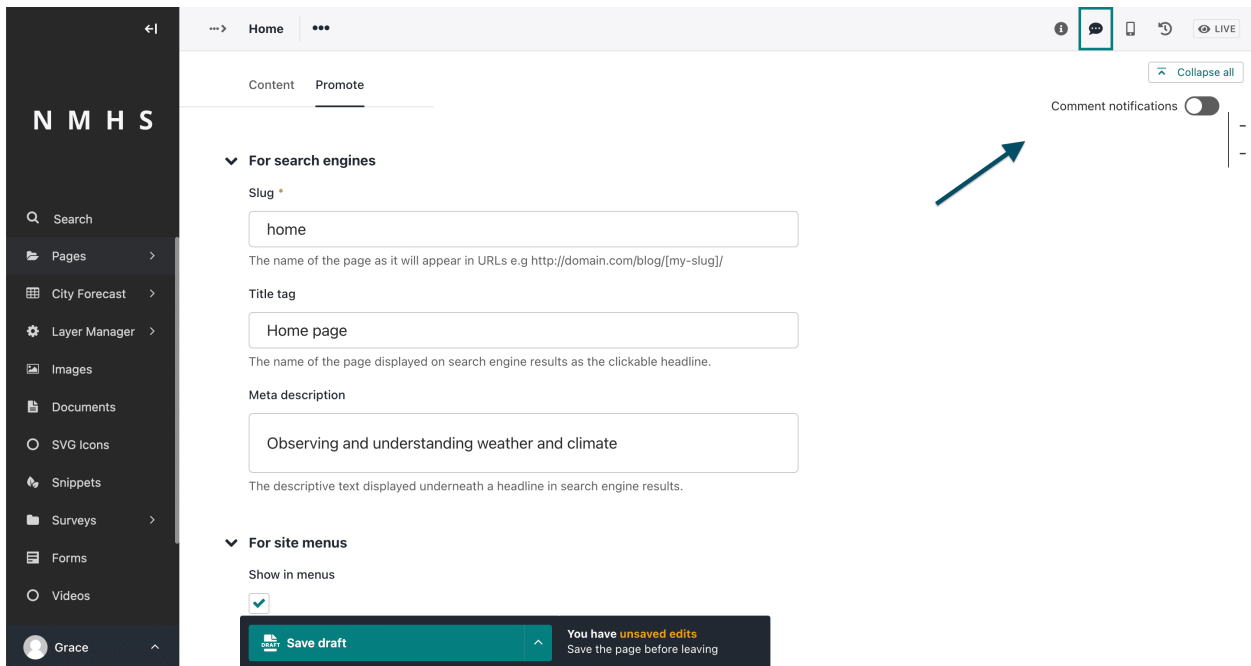 Home
LIVE
Collapse all
Content
Promote
Comment notifications
N M H S
For search engines
Slug *
home
The name of the page as it will appear in URLs e.g http://domain.com/blog/[my-slug]/
Title tag
Home page
The name of the page displayed on search engine results as the clickable headline.
Meta description
Observing and understanding weather and climate
The descriptive text displayed underneath a headline in search engine results.
For site menus
Show in menus
Search
Pages
City Forecast
Layer Manager
Images
Documents
SVG Icons
Snippets
Surveys
Forms
Videos
Grace
DRAFT
Save draft
You have unsaved edits
Save the page before leaving